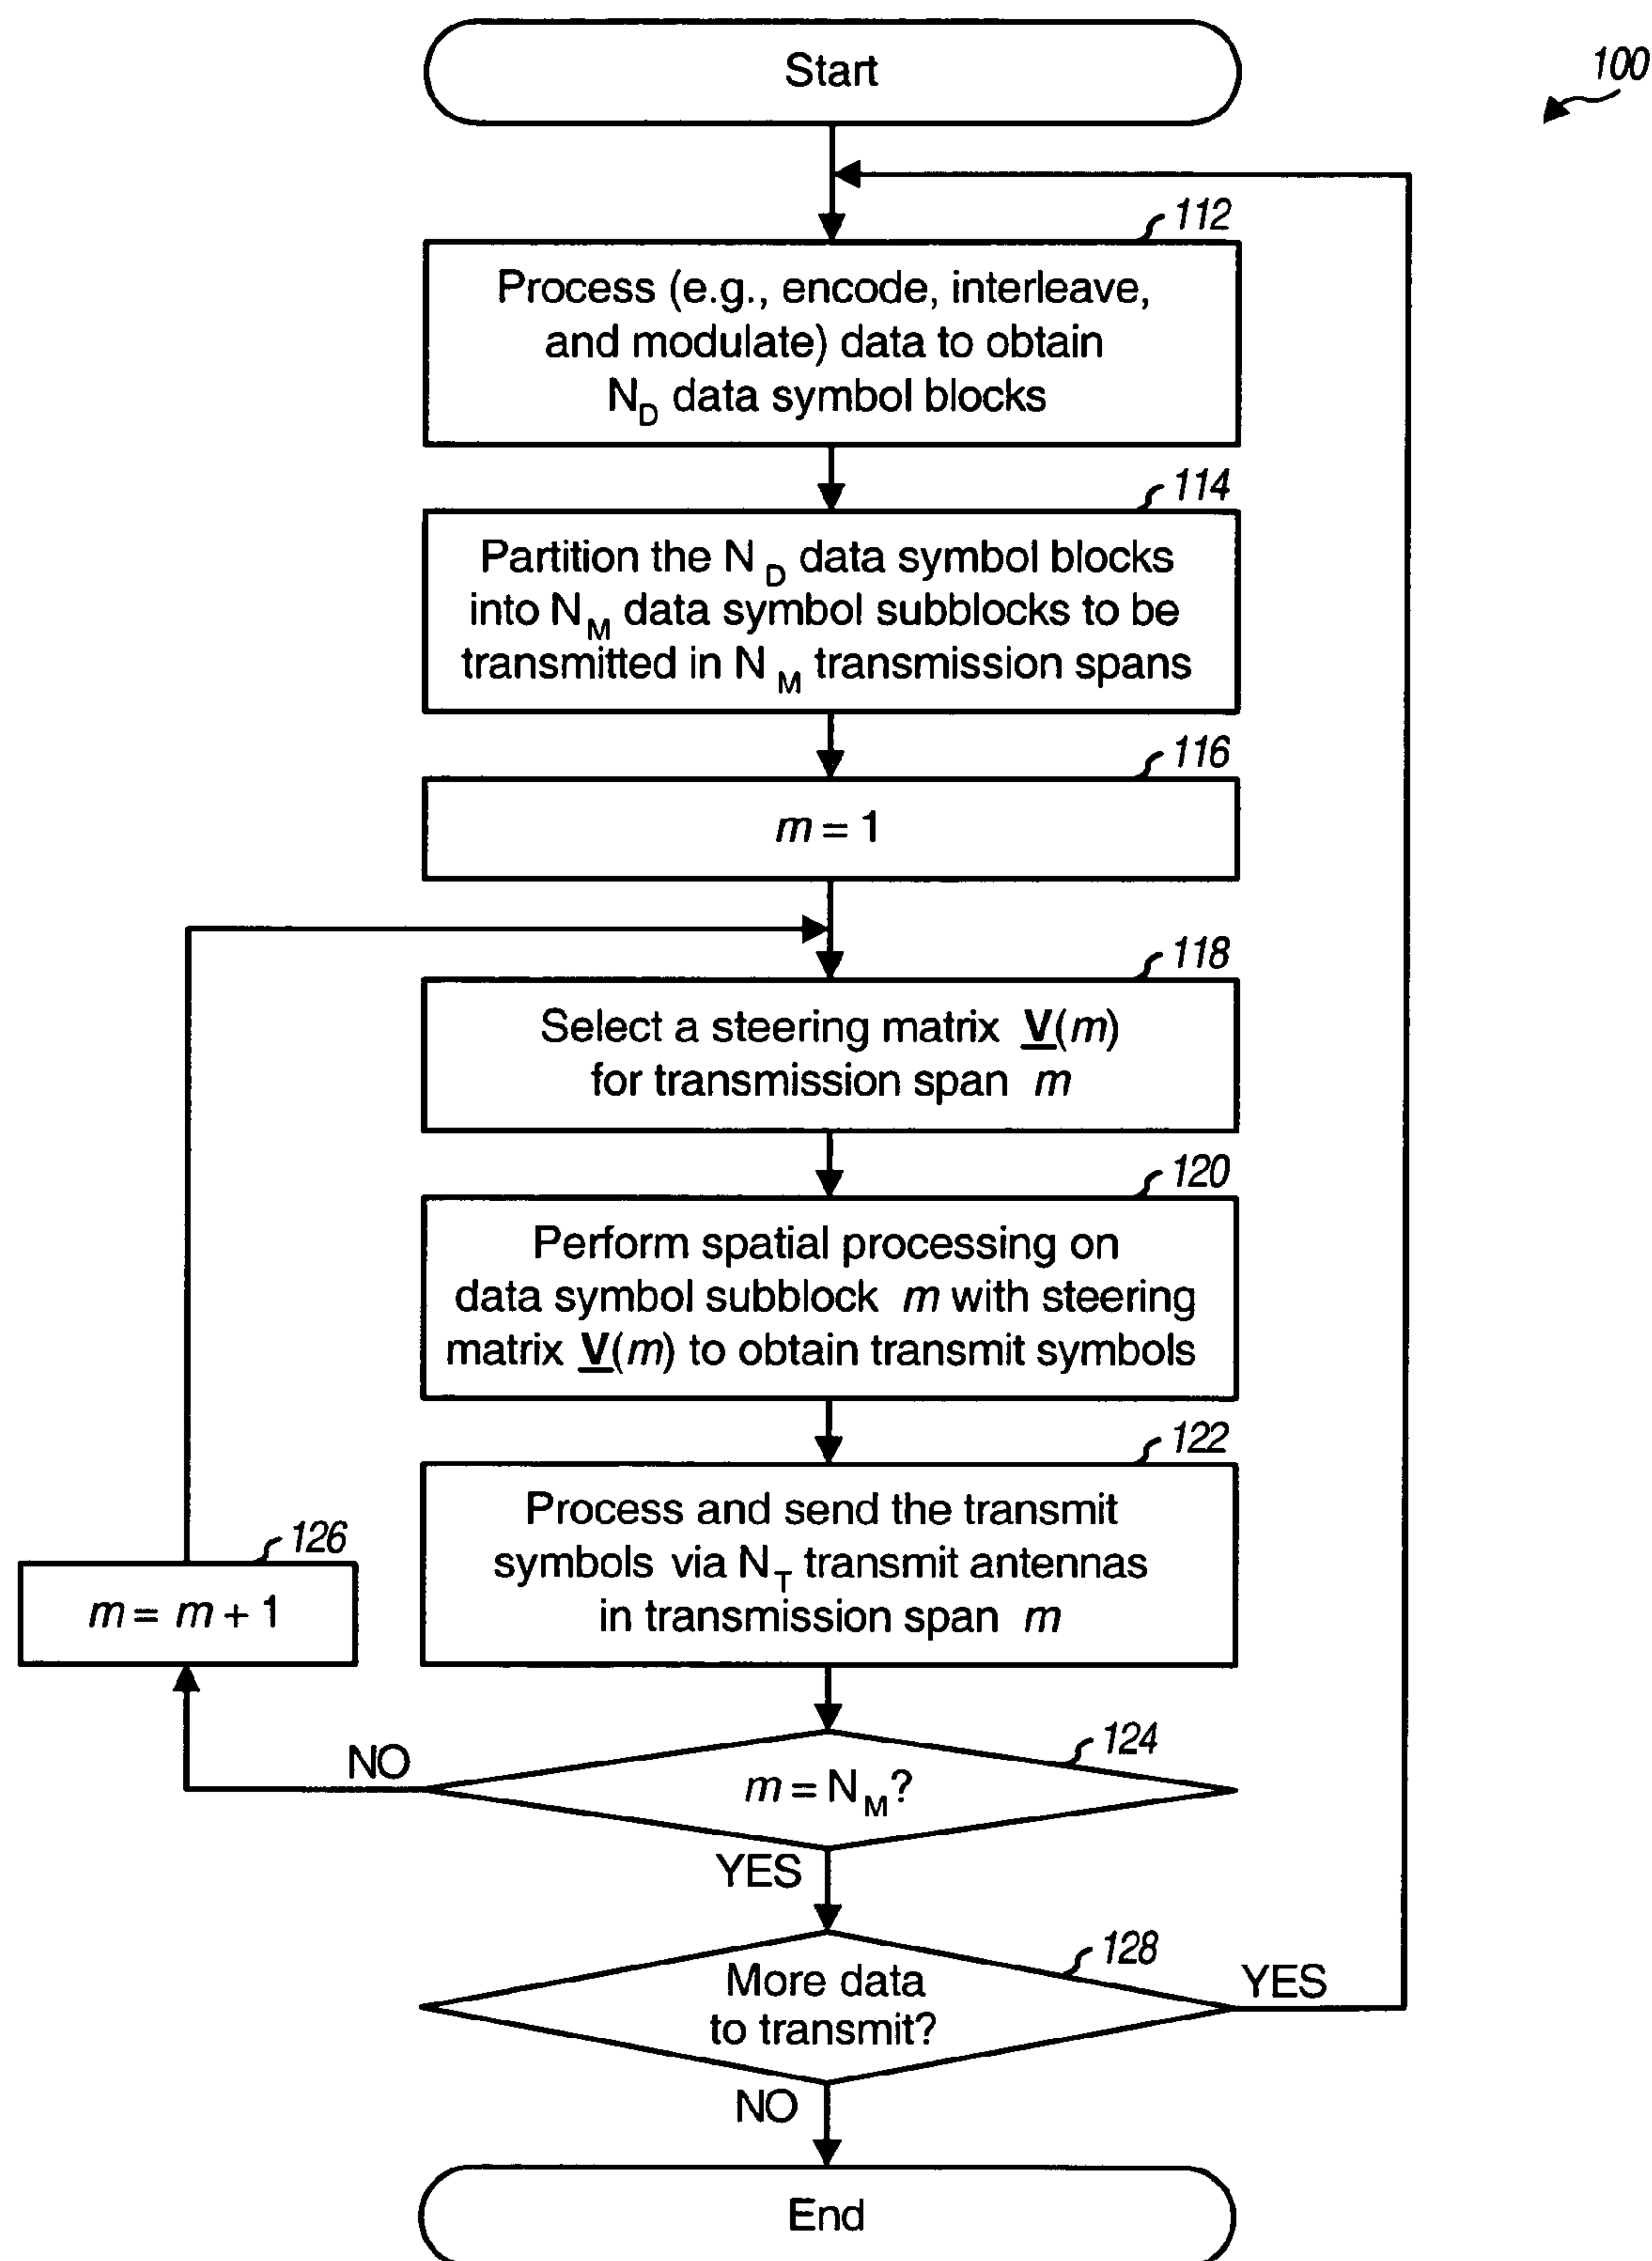 Start
100
112
Process (e.g., encode, interleave,
and modulate) data to obtain
N_D data symbol blocks
114
Partition the N_D data symbol blocks
into N_M data symbol subblocks to be
transmitted in N_M transmission spans
116
m = 1
118
Select a steering matrix V(m)
for transmission span m
120
Perform spatial processing on
data symbol subblock m with steering
matrix V(m) to obtain transmit symbols
122
Process and send the transmit
symbols via N_T transmit antennas
in transmission span m
126
m = m + 1
124
NO
m = N_M?
YES
128
More data
to transmit?
YES
NO
End